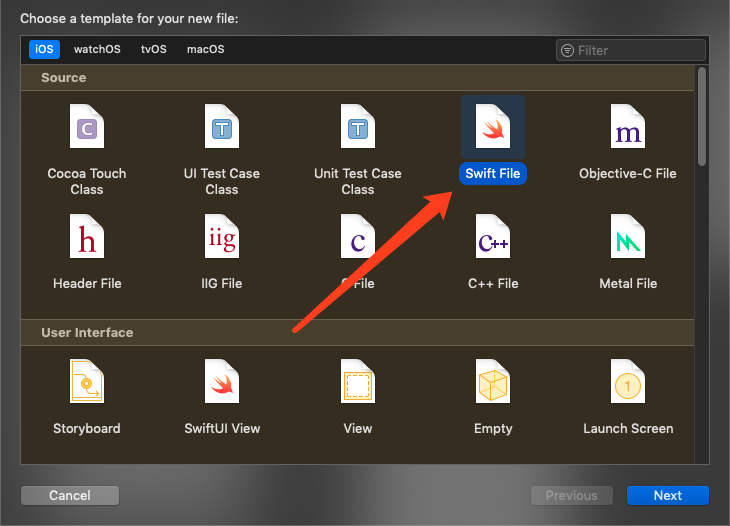 Choose a template for your new file:
iOS watchOS tvOS macOS Filter
Source
C T T m
Cocoa Touch Class
UI Test Case Class
Unit Test Case Class
Swift File
Objective-C File
h iig c C++
Header File
IIG File
File
C++ File
Metal File
User Interface
1
Storyboard
SwiftUI View
View
Empty
Launch Screen
Cancel Previous Next